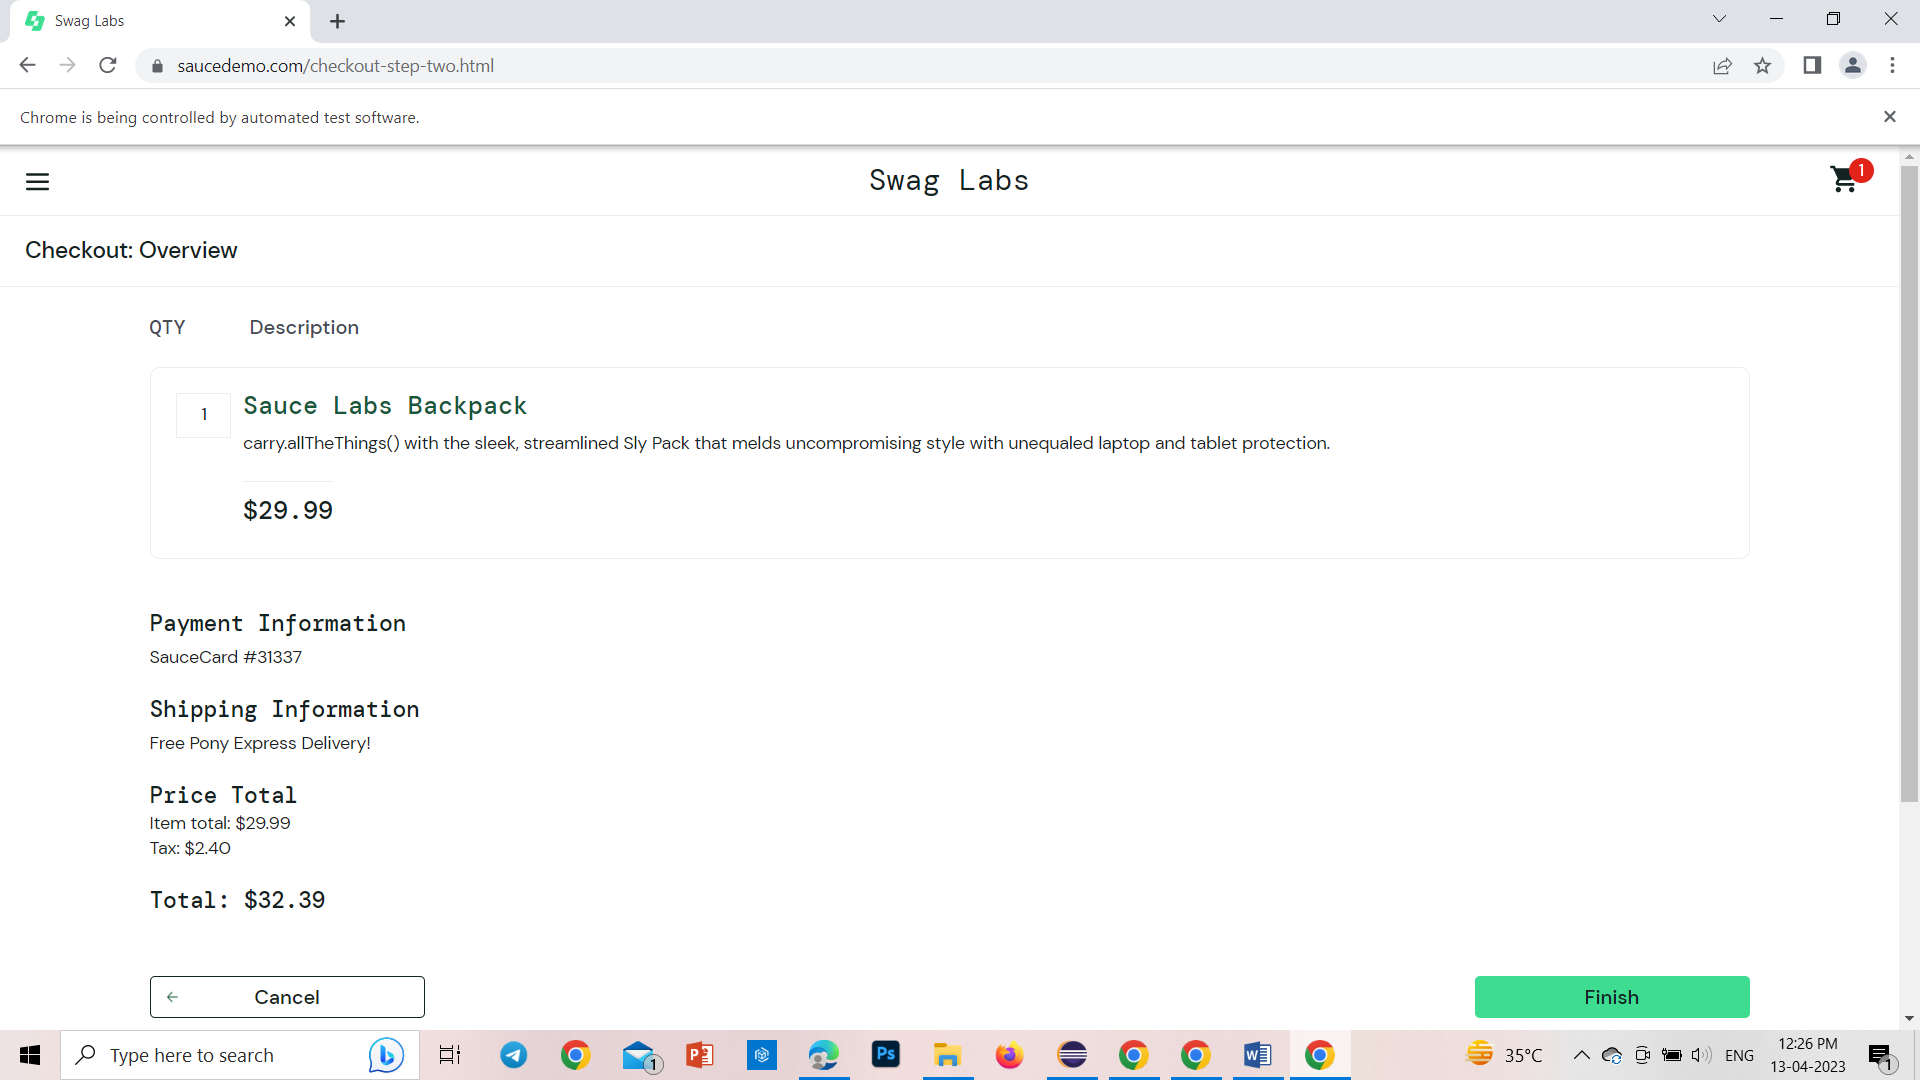 Swag Labs
saucedemo.com/checkout-step-two.html
Chrome is being controlled by automated test software.
Swag Labs
1
Checkout: Overview
QTY Description
1 Sauce Labs Backpack
carry.allTheThings() with the sleek, streamlined Sly Pack that melds uncompromising style with unequaled laptop and tablet protection.
$29.99
Payment Information
SauceCard #31337
Shipping Information
Free Pony Express Delivery!
Price Total
Item total: $29.99
Tax: $2.40
Total: $32.39
Cancel Finish
Type here to search
1
Ps
35°C
ENG
12:26 PM
13-04-2023
1